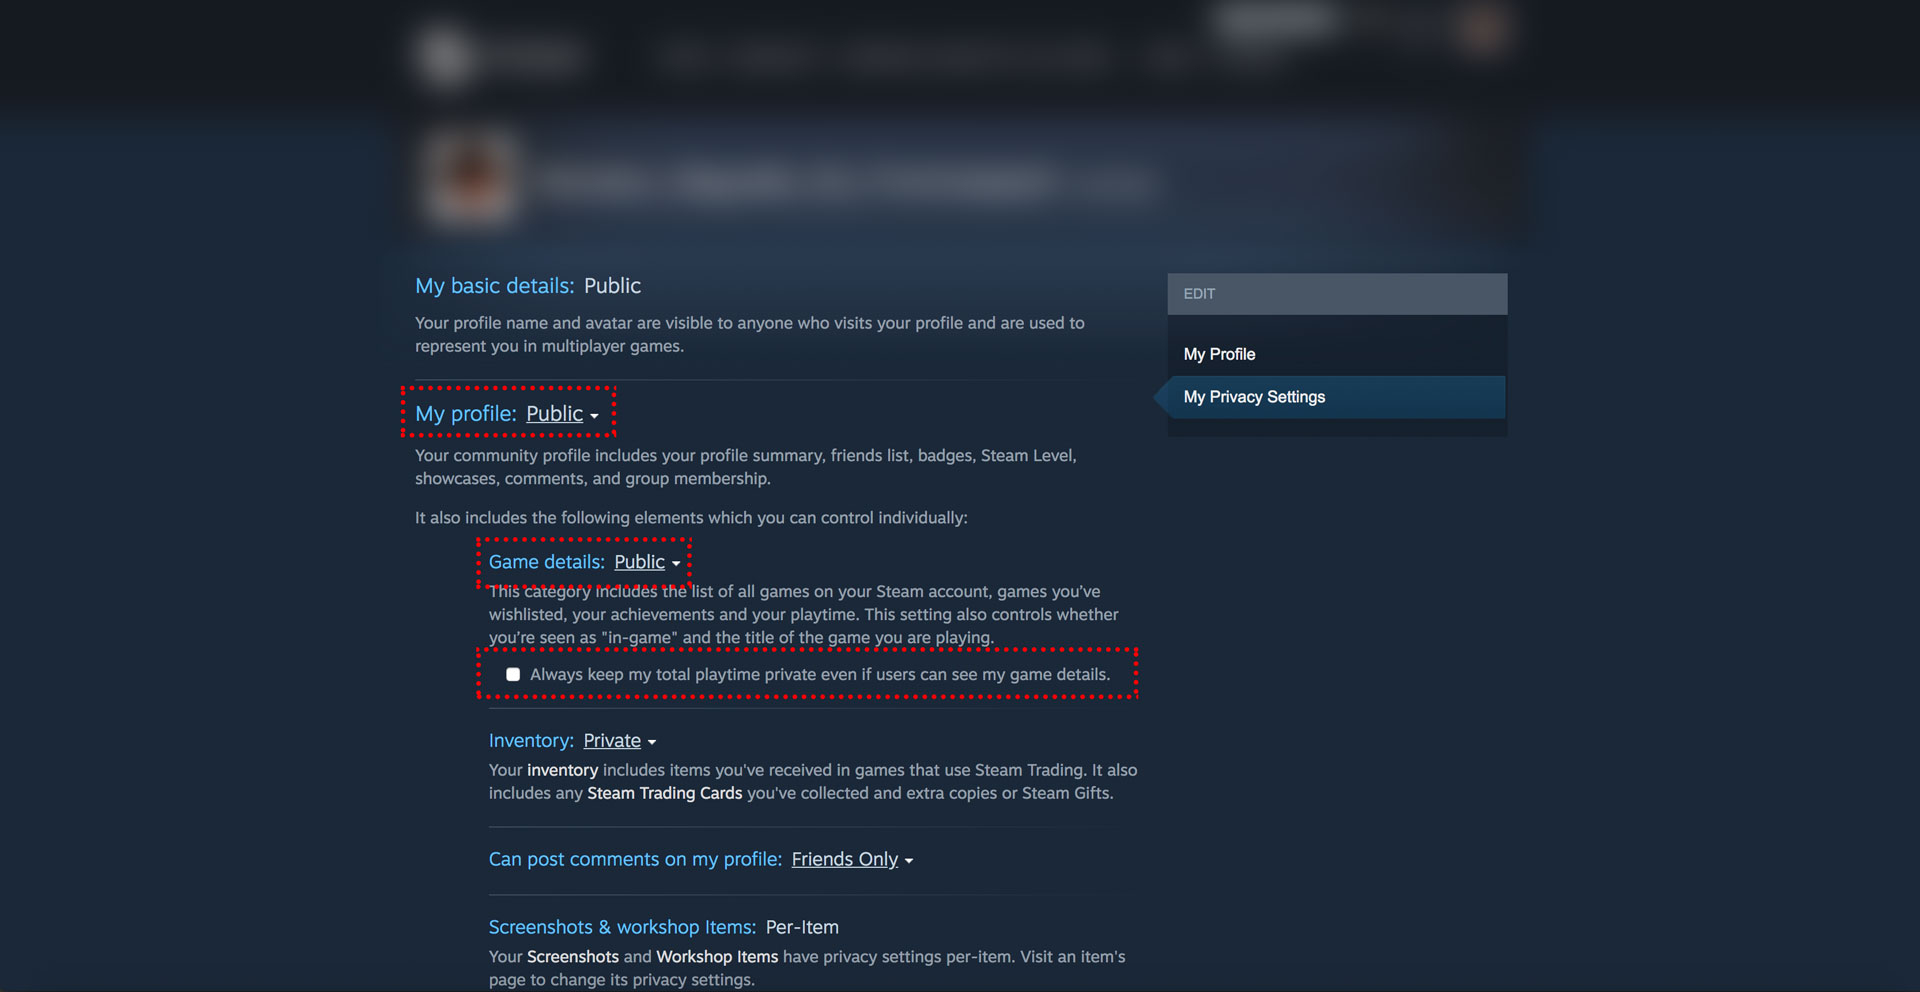 My basic details: Public
Your profile name and avatar are visible to anyone who visits your profile and are used to
represent you in multiplayer games.
My profile: Public
Your community profile includes your profile summary, friends list, badges, Steam Level,
showcases, comments, and group membership.
It also includes the following elements which you can control individually:
Game details: Public
This category includes the list of all games on your Steam account, games you’ve
wishlisted, your achievements and your playtime. This setting also controls whether
you’re seen as "in-game" and the title of the game you are playing.
Always keep my total playtime private even if users can see my game details.
Inventory: Private
Your inventory includes items you've received in games that use Steam Trading. It also
includes any Steam Trading Cards you've collected and extra copies or Steam Gifts.
Can post comments on my profile: Friends Only
Screenshots & workshop Items: Per-Item
Your Screenshots and Workshop Items have privacy settings per-item. Visit an item's
page to change its privacy settings.
EDIT
My Profile
My Privacy Settings